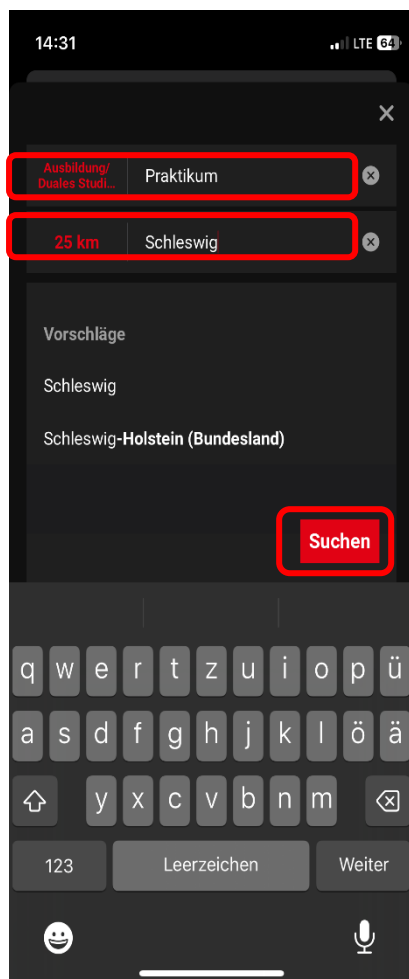 14:31 LTE 64
Ausbildung/
Duales Studi... Praktikum
25 km Schleswig
Vorschläge
Schleswig
Schleswig-Holstein (Bundesland)
Suchen
q w e r t z u i o p ü
a s d f g h j k l ö ä
y x c v b n m
123 Leerzeichen Weiter